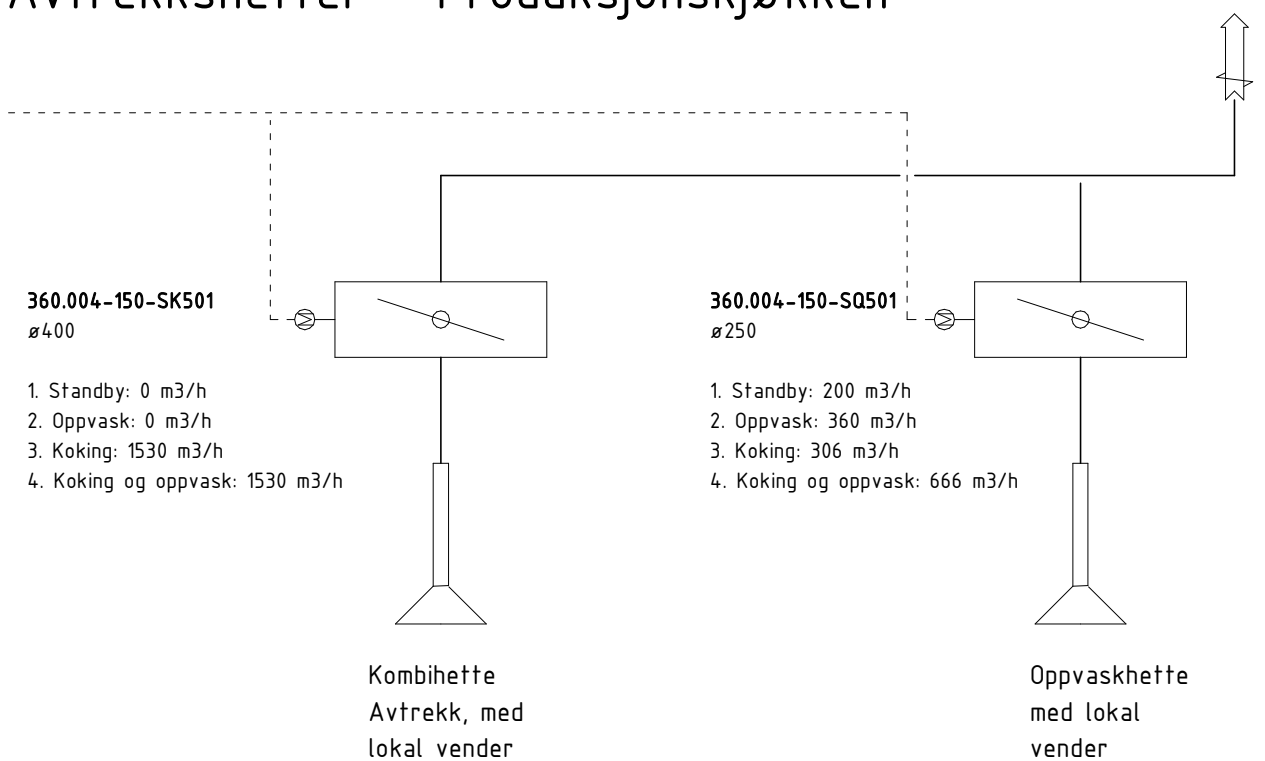 Avtrekkshetter - Produksjonskjøkken
360.004-150-SK501
ø400
1. Standby: 0 m3/h
2. Oppvask: 0 m3/h
3. Koking: 1530 m3/h
4. Koking og oppvask: 1530 m3/h
360.004-150-SQ501
ø250
1. Standby: 200 m3/h
2. Oppvask: 360 m3/h
3. Koking: 306 m3/h
4. Koking og oppvask: 666 m3/h
M
M
Kombihette
Avtrekk, med
lokal vender
Oppvaskhette
med lokal
vender